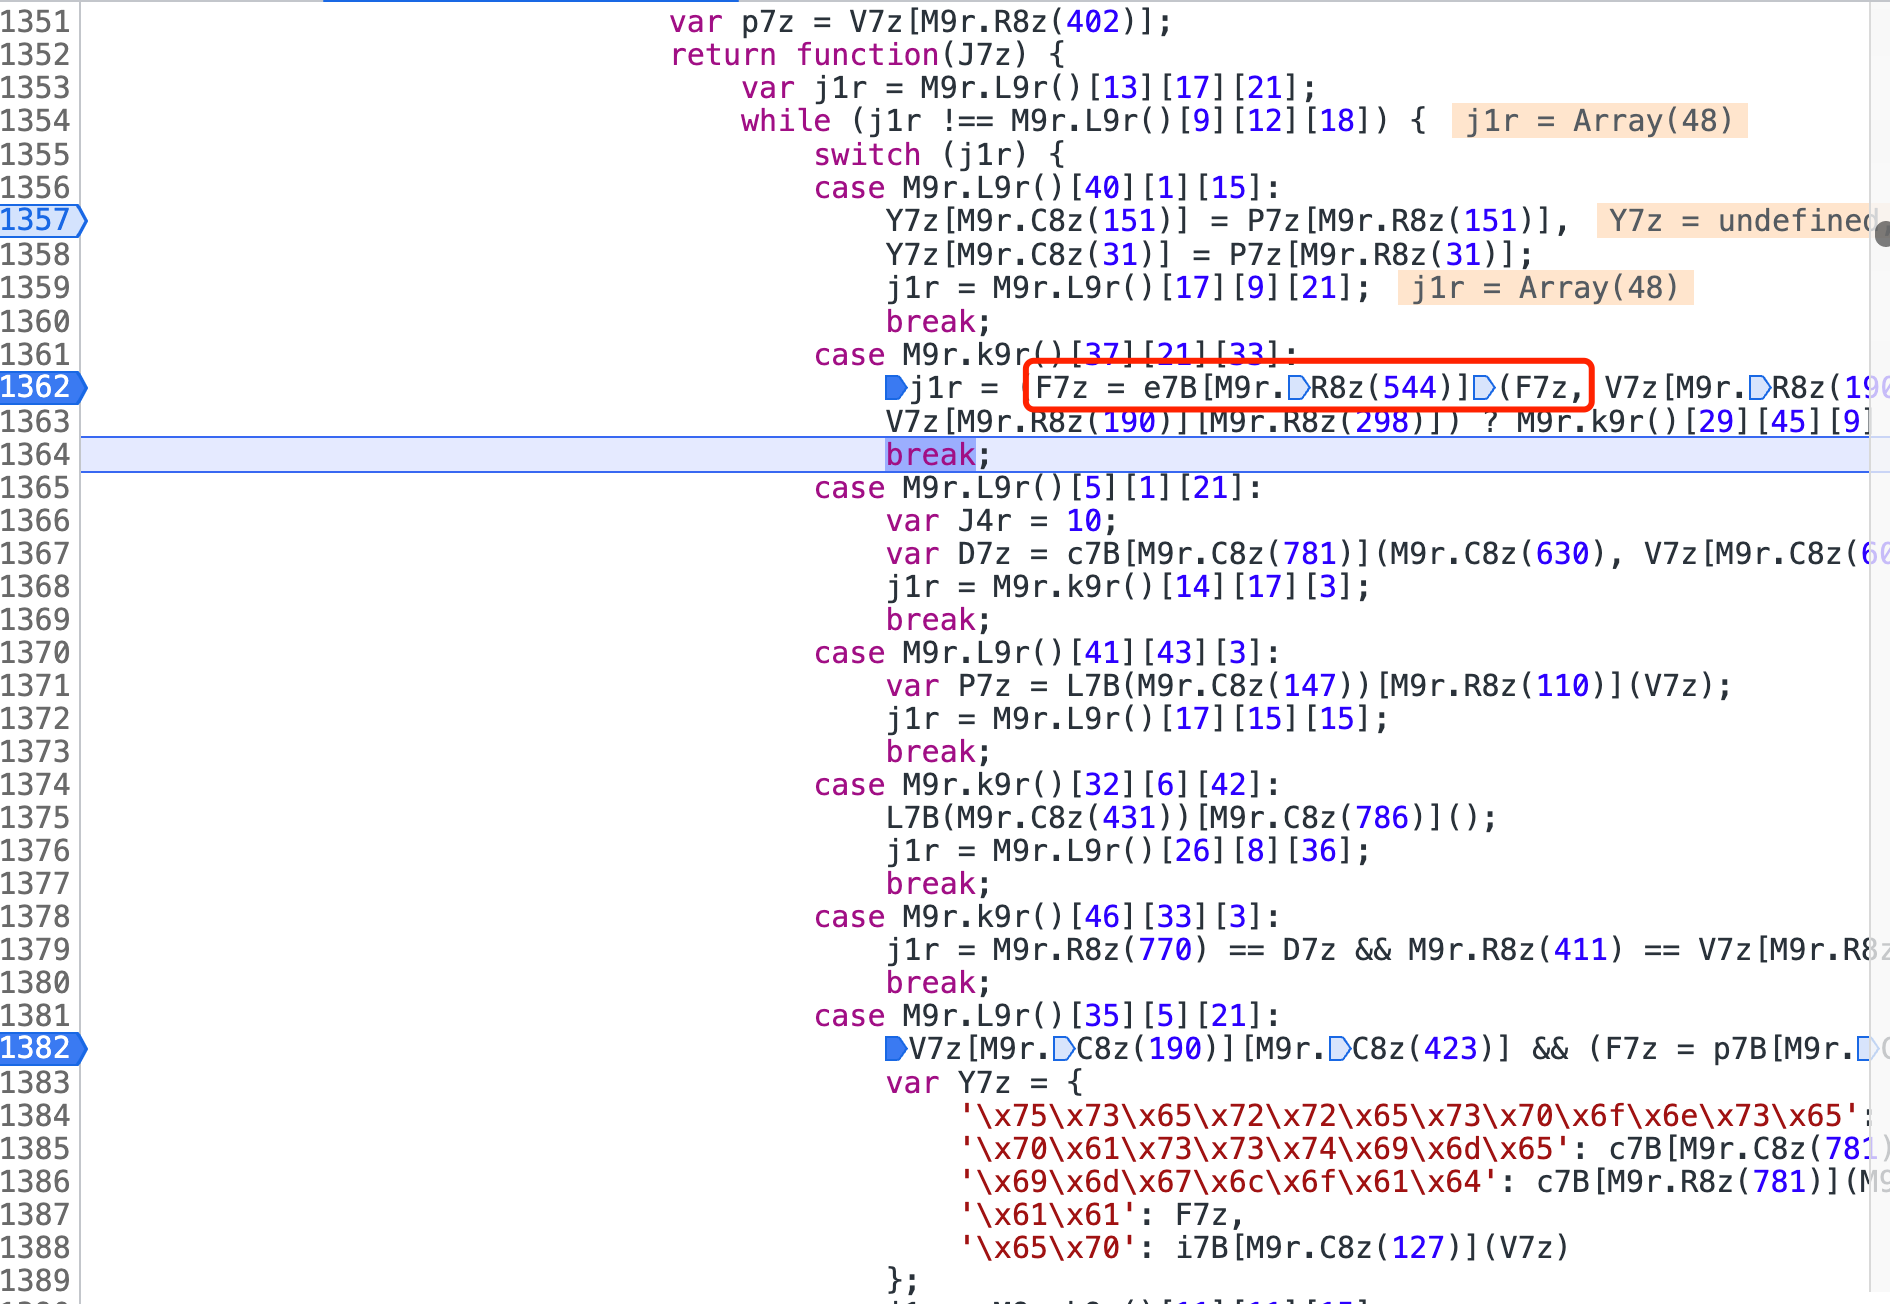 1351 var p7z = V7z[M9r.R8z(402)];
1352 return function(J7z) {
1353 var j1r = M9r.L9r()[13][17][21];
1354 while (j1r !== M9r.L9r()[9][12][18]) { j1r = Array(48)
1355 switch (j1r) {
1356 case M9r.L9r()[40][1][15]:
1357 Y7z[M9r.C8z(151)] = P7z[M9r.R8z(151)], Y7z = undefined,
1358 Y7z[M9r.C8z(31)] = P7z[M9r.R8z(31)];
1359 j1r = M9r.L9r()[17][9][21]; j1r = Array(48)
1360 break;
1361 case M9r.k9r()[37][21][33]:
1362 j1r = (F7z = e7B[M9r.R8z(544)](F7z, V7z[M9r.R8z(190
1363 V7z[M9r.R8z(190)][M9r.R8z(298)]) ? M9r.k9r()[29][45][9]
1364 break;
1365 case M9r.L9r()[5][1][21]:
1366 var J4r = 10;
1367 var D7z = c7B[M9r.C8z(781)](M9r.C8z(630), V7z[M9r.C8z(60
1368 j1r = M9r.k9r()[14][17][3];
1369 break;
1370 case M9r.L9r()[41][43][3]:
1371 var P7z = L7B(M9r.C8z(147))[M9r.R8z(110)](V7z);
1372 j1r = M9r.L9r()[17][15][15];
1373 break;
1374 case M9r.k9r()[32][6][42]:
1375 L7B(M9r.C8z(431))[M9r.C8z(786)]();
1376 j1r = M9r.L9r()[26][8][36];
1377 break;
1378 case M9r.k9r()[46][33][3]:
1379 j1r = M9r.R8z(770) == D7z && M9r.R8z(411) == V7z[M9r.R8z
1380 break;
1381 case M9r.L9r()[35][5][21]:
1382 V7z[M9r.C8z(190)][M9r.C8z(423)] && (F7z = p7B[M9r.C
1383 var Y7z = {
1384 '\x75\x73\x65\x72\x72\x65\x73\x70\x6f\x6e\x73\x65':
1385 '\x70\x61\x73\x73\x74\x69\x6d\x65': c7B[M9r.C8z(781)
1386 '\x69\x6d\x67\x6c\x6f\x61\x64': c7B[M9r.R8z(781)](M9
1387 '\x61\x61': F7z,
1388 '\x65\x70': i7B[M9r.C8z(127)](V7z)
1389 };